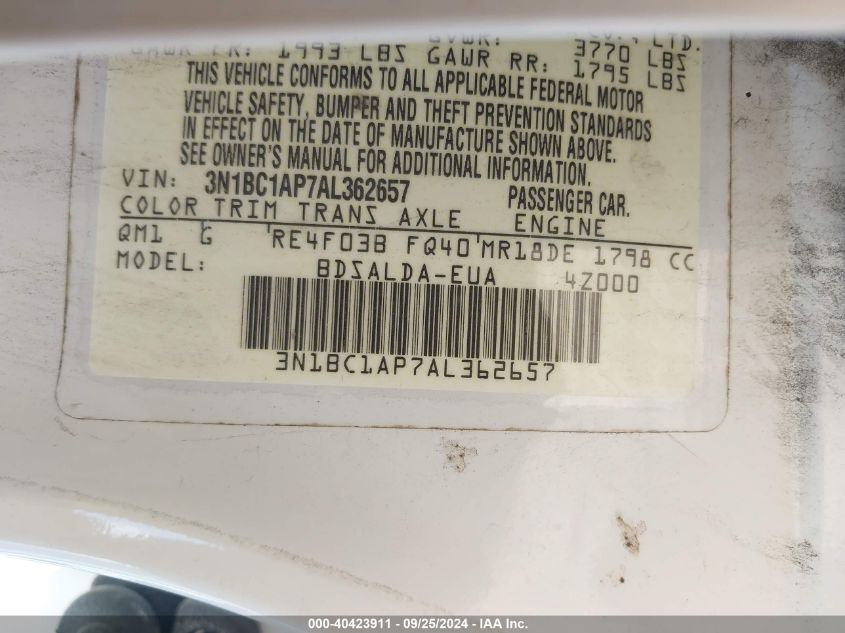 GVWR: 3770 LBS
GAWR FR: 1993 LBS GAWR RR: 1795 LBS
THIS VEHICLE CONFORMS TO ALL APPLICABLE FEDERAL MOTOR
VEHICLE SAFETY, BUMPER AND THEFT PREVENTION STANDARDS
IN EFFECT ON THE DATE OF MANUFACTURE SHOWN ABOVE.
SEE OWNER'S MANUAL FOR ADDITIONAL INFORMATION.
VIN: 3N1BC1AP7AL362657 PASSENGER CAR.
COLOR TRIM TRANS AXLE ENGINE
QM1 G 'RE4F03B FQ40'MR18DE 1798 CC
MODEL: BDSALDA-EUA 4Z000
3N1BC1AP7AL362657
000-40423911 - 09/25/2024 - IAA Inc.